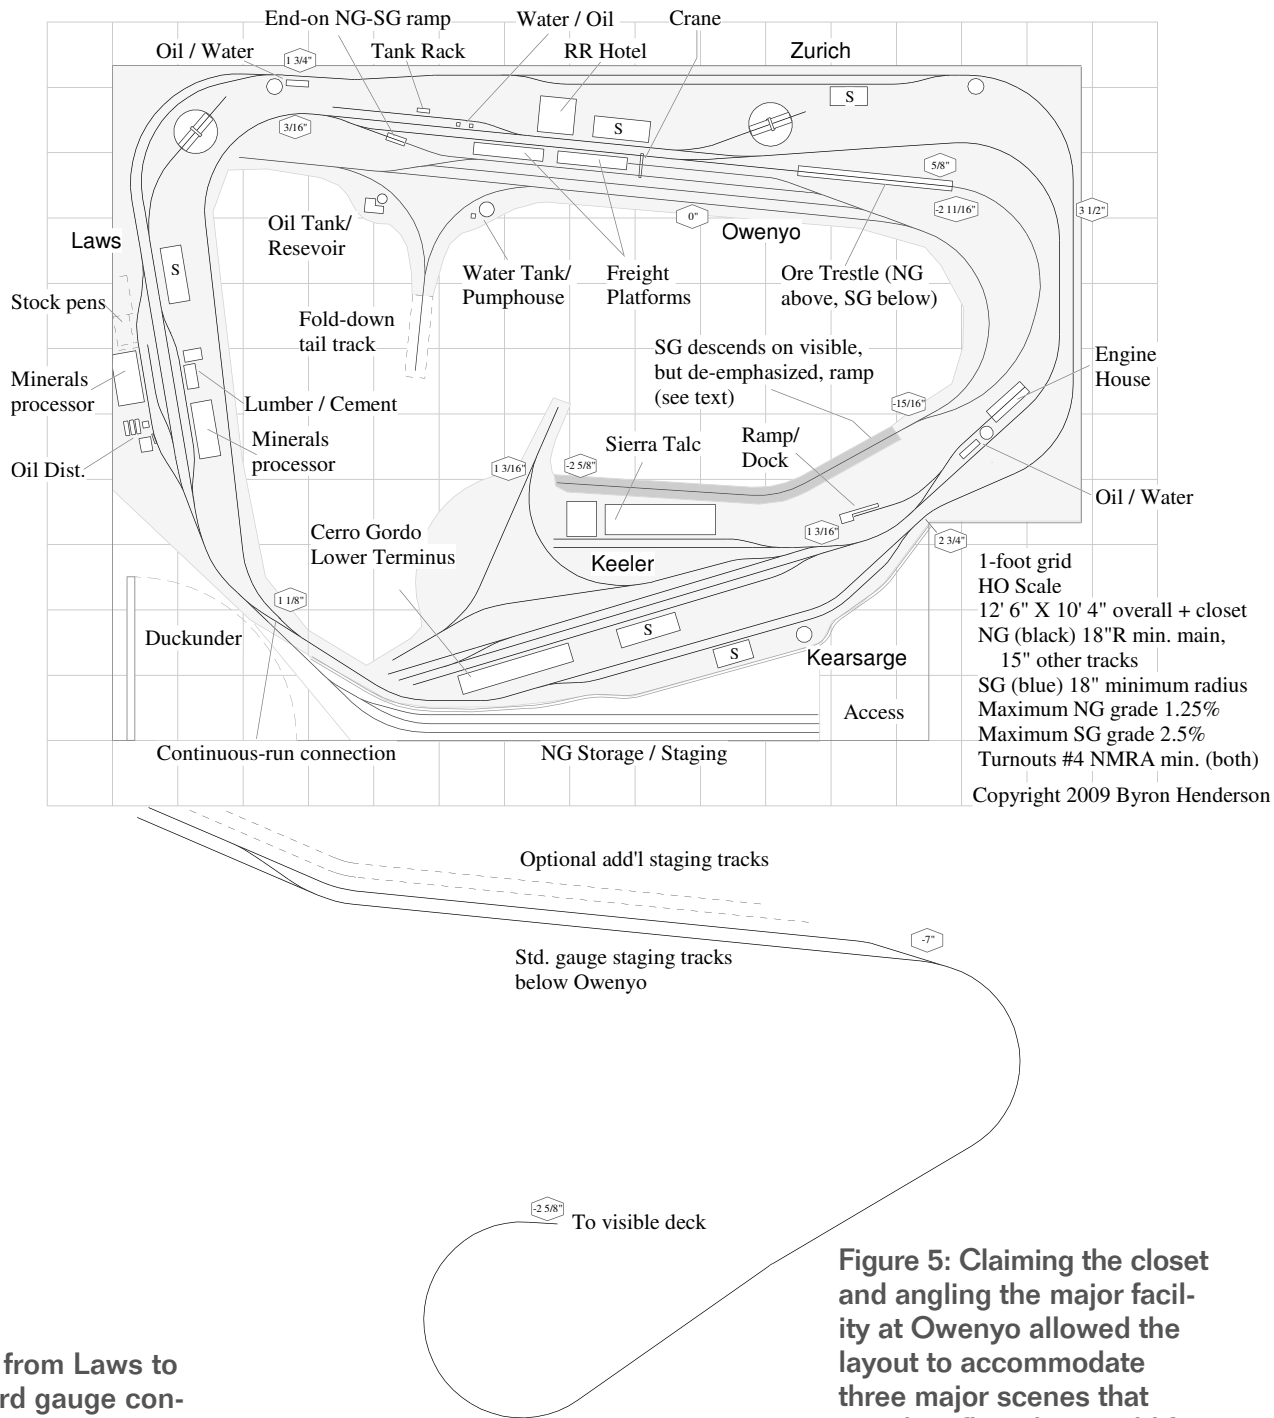 End-on NG-SG ramp
Water / Oil
Crane
Oil / Water
Tank Rack
RR Hotel
Zurich
1 3/4"
S
3/16"
S
5/8"
-2 11/16"
3 1/2"
0"
Laws
Oil Tank/
Resevoir
Owenyo
S
Water Tank/
Pumphouse
Freight
Platforms
Ore Trestle (NG
above, SG below)
Stock pens
Fold-down
tail track
SG descends on visible,
but de-emphasized, ramp
(see text)
Engine
House
Minerals
processor
Lumber / Cement
-15/16"
Minerals
processor
Sierra Talc
Ramp/
Dock
Oil Dist.
1 3/16"
-2 5/8"
Oil / Water
Cerro Gordo
Lower Terminus
1 3/16"
2 3/4"
Keeler
1-foot grid
HO Scale
12' 6" X 10' 4" overall + closet
NG (black) 18"R min. main,
15" other tracks
SG (blue) 18" minimum radius
Maximum NG grade 1.25%
Maximum SG grade 2.5%
Turnouts #4 NMRA min. (both)
Copyright 2009 Byron Henderson
1 1/8"
Duckunder
S
S
Kearsarge
Access
Continuous-run connection
NG Storage / Staging
Optional add'l staging tracks
-7"
Std. gauge staging tracks
below Owenyo
-2 5/8"
To visible deck
Figure 5: Claiming the closet
and angling the major facil-
ity at Owenyo allowed the
layout to accommodate
three major scenes that
from Laws to
rd gauge con-